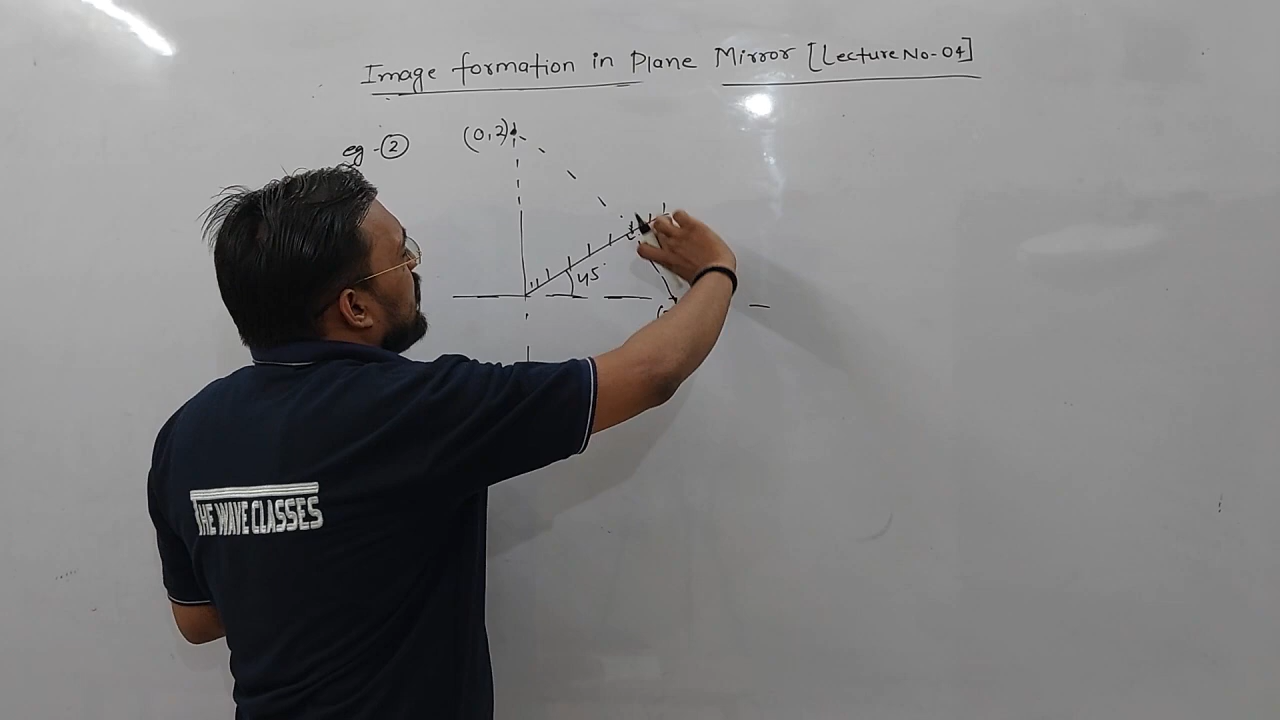 Image formation in Plane Mirror [Lecture No-04]
eg -②
(0,2)
45°
THE WAVE CLASSES